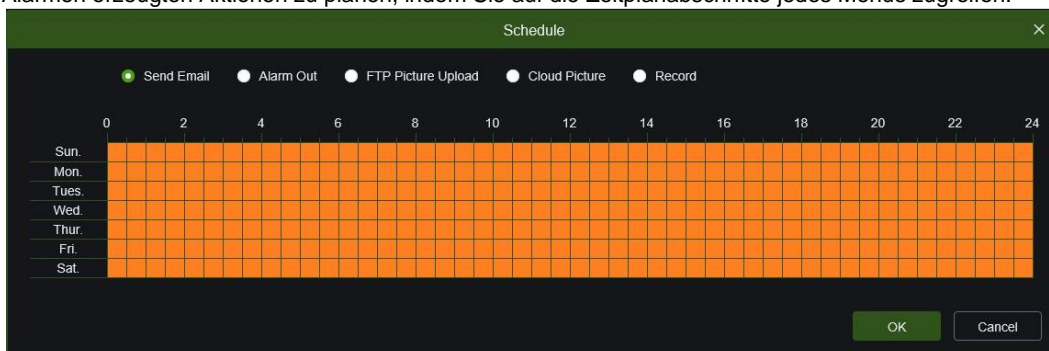 Alarmen erzeugten Aktionen zu planen, indem Sie auf die Zeitplanabschnitte jedes Menüs zugreifen.
Schedule ×
Send Email Alarm Out FTP Picture Upload Cloud Picture Record
0 2 4 6 8 10 12 14 16 18 20 22 24
Sun.
Mon.
Tues.
Wed.
Thur.
Fri.
Sat.
OK Cancel